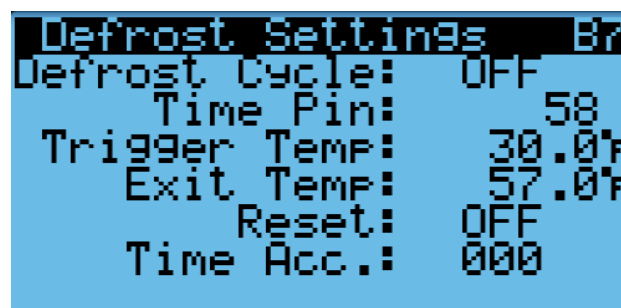 Defrost Settings B7
Defrost Cycle: OFF
Time Pin: 58
Trigger Temp: 30.0°F
Exit Temp: 57.0°F
Reset: OFF
Time Acc.: 000